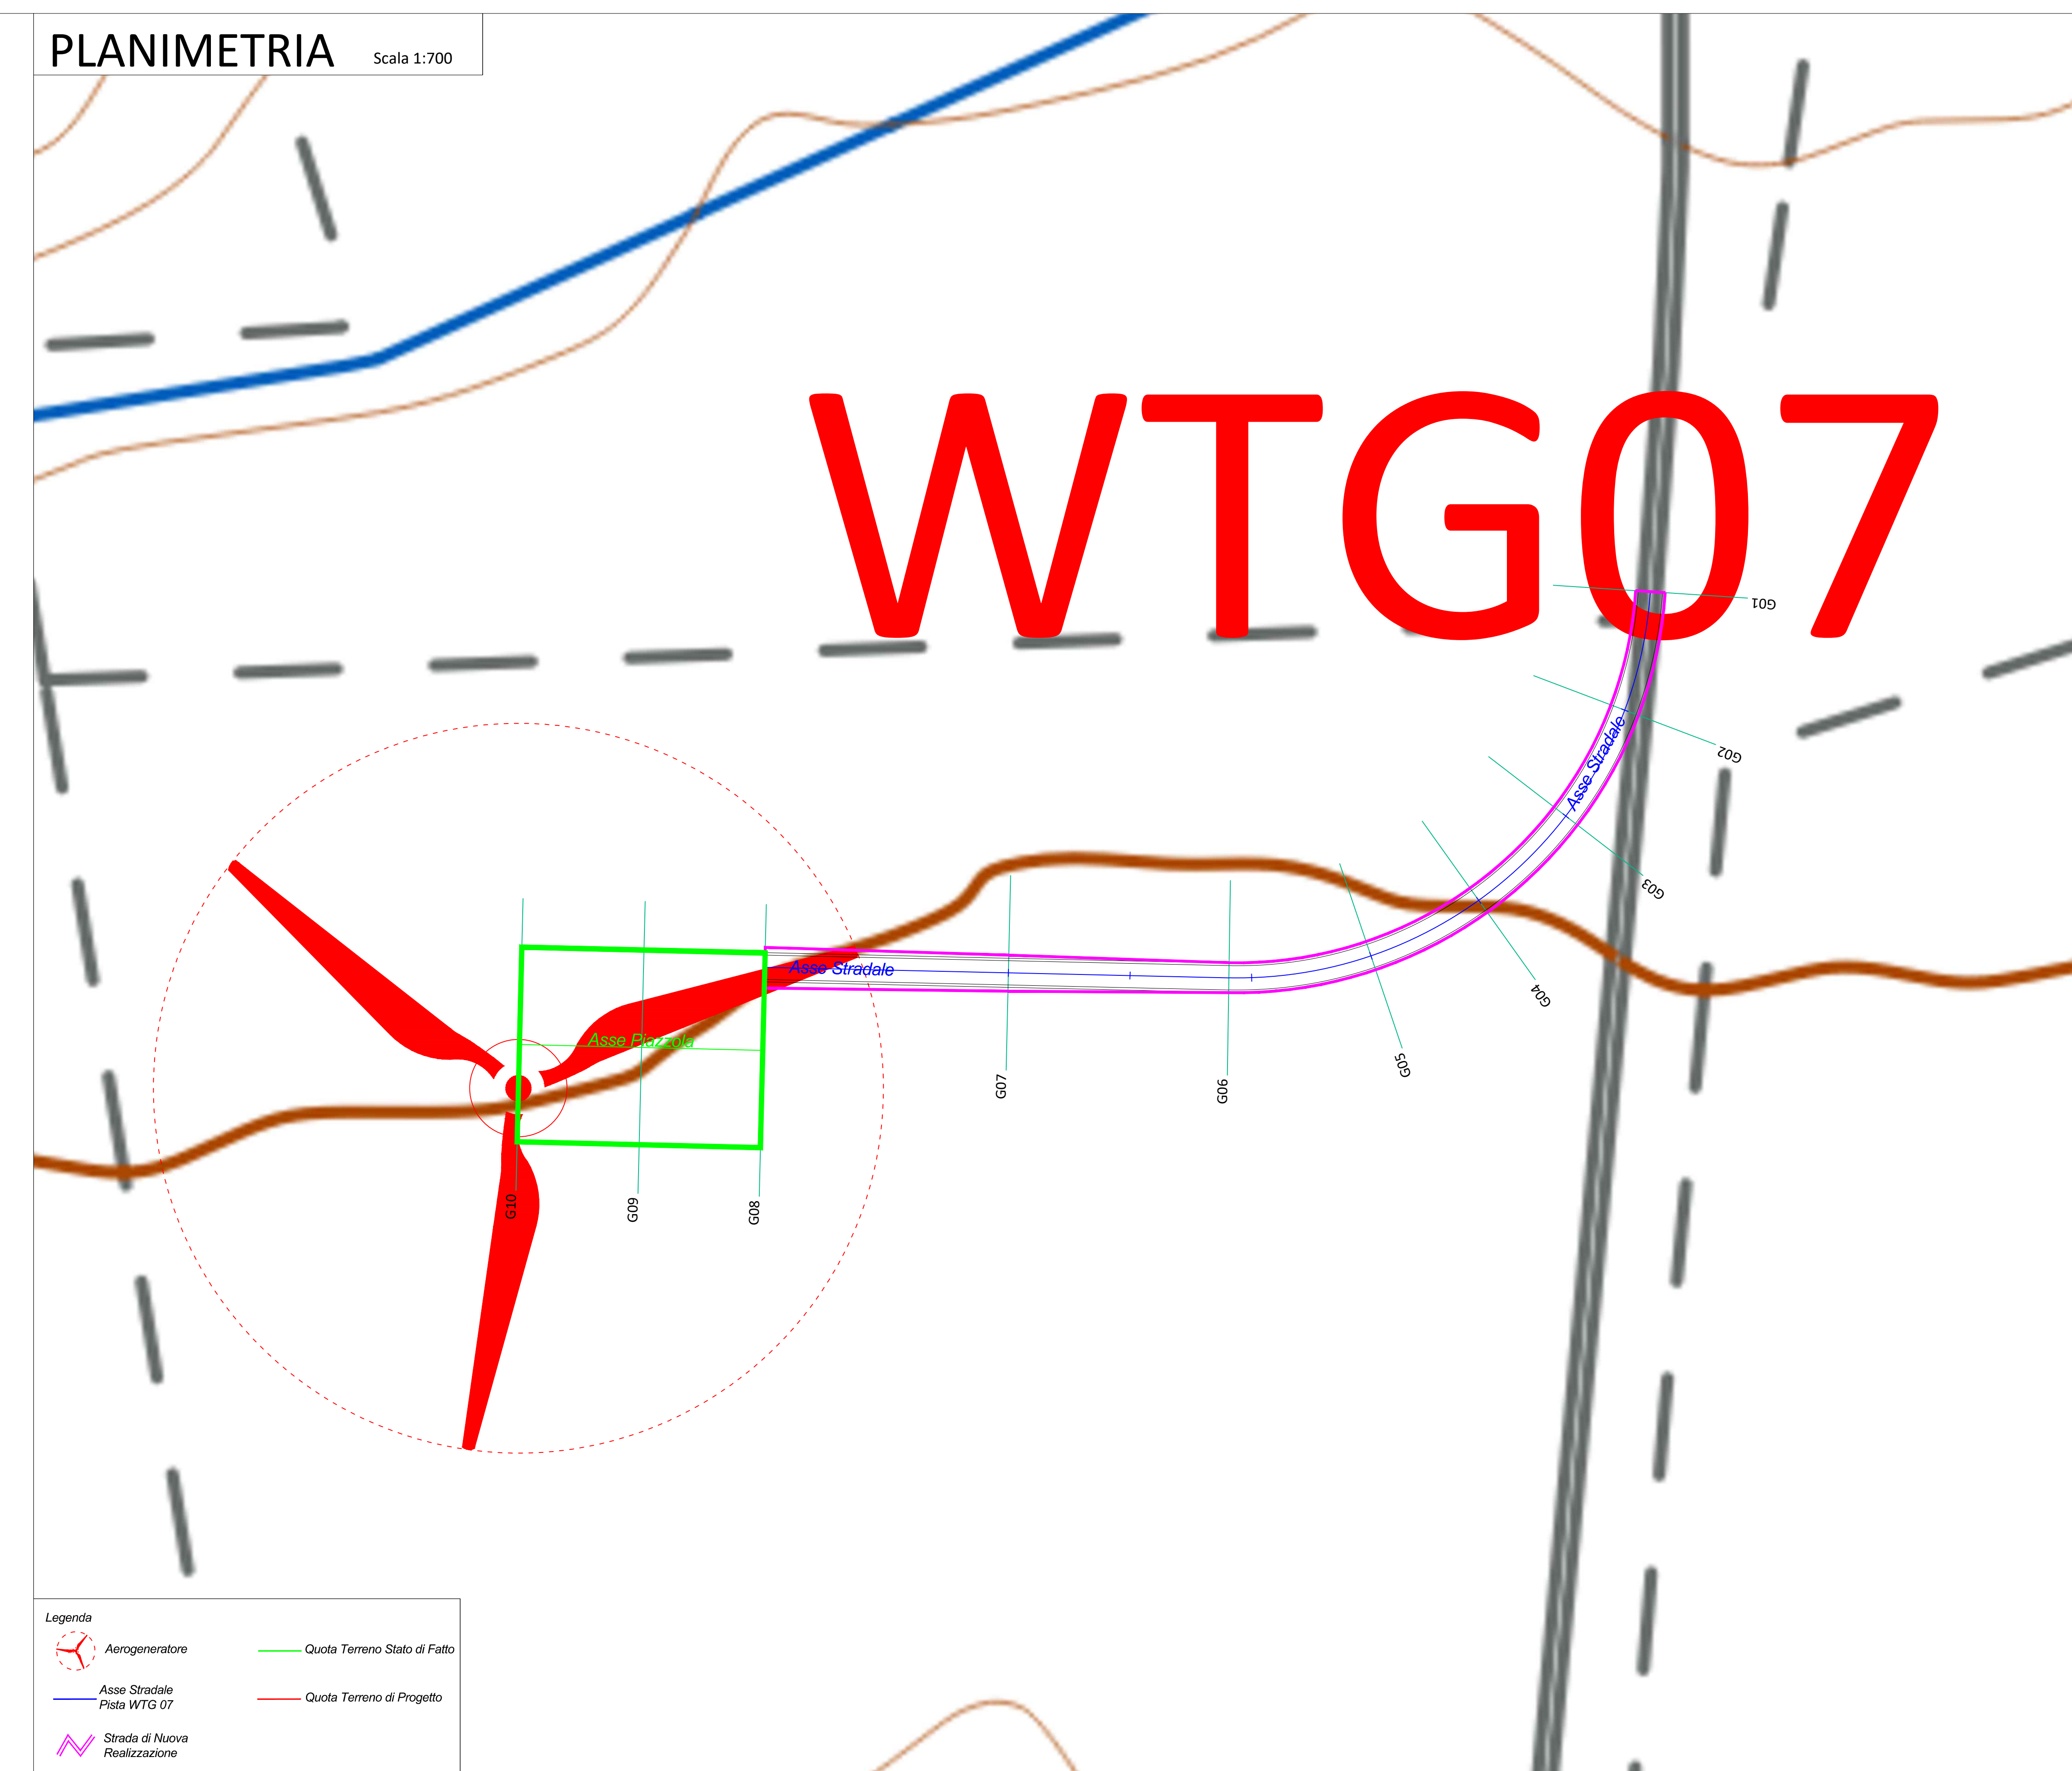 PLANIMETRIA Scala 1:700
WTG07
G01
G02
Asse Stradale
G03
G04
G05
Asse Stradale
Asse Piazzola
G07
G06
G10
G09
G08
Legenda
Aerogeneratore
Quota Terreno Stato di Fatto
Asse Stradale
Pista WTG 07
Quota Terreno di Progetto
Strada di Nuova
Realizzazione